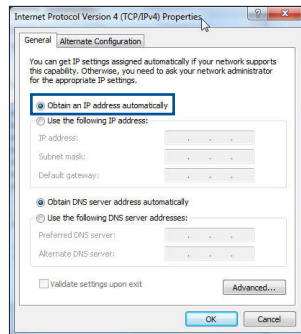 Internet Protocol Version 4 (TCP/IPv4) Properties
General
Alternate Configuration
You can get IP settings assigned automatically if your network supports
this capability. Otherwise, you need to ask your network administrator
for the appropriate IP settings.
Obtain an IP address automatically
Use the following IP address:
IP address:
Subnet mask:
Default gateway:
Obtain DNS server address automatically
Use the following DNS server addresses:
Preferred DNS server:
Alternate DNS server:
Validate settings upon exit
Advanced...
OK
Cancel